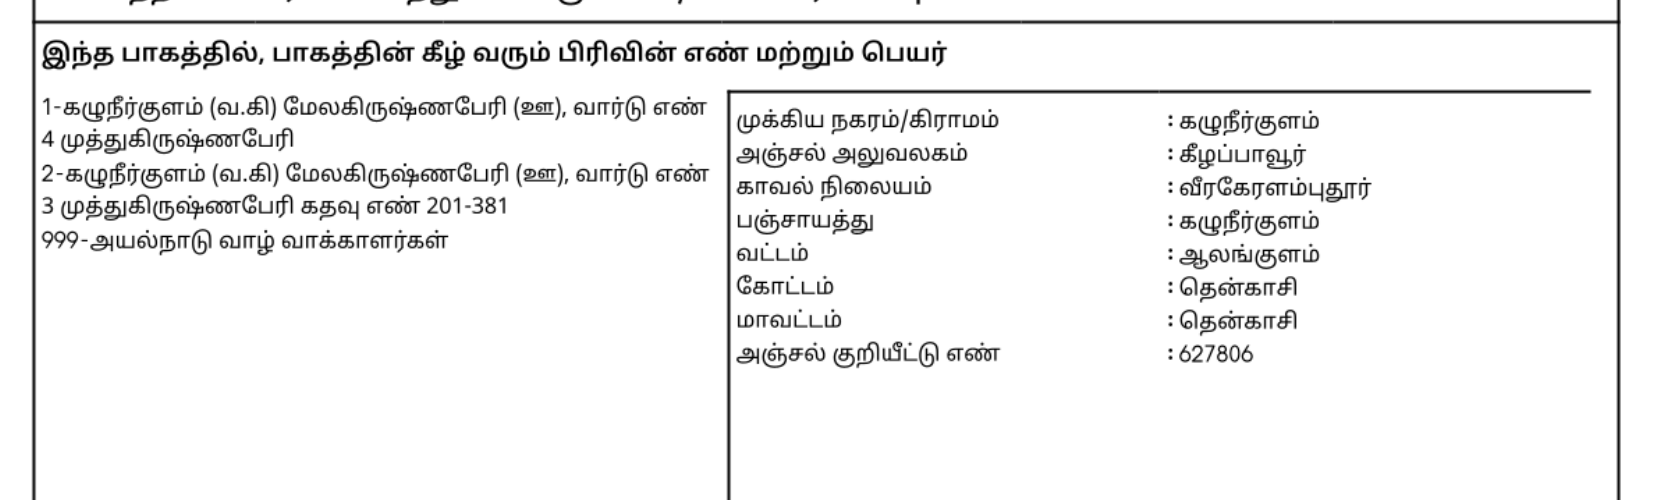 இந்த பாகத்தில், பாகத்தின் கீழ் வரும் பிரிவின் எண் மற்றும் பெயர்
1-கழுநீர்குளம் (வ.கி) மேலகிருஷ்ணபேரி (ஊ), வார்டு எண்
4 முத்துகிருஷ்ணபேரி
2-கழுநீர்குளம் (வ.கி) மேலகிருஷ்ணபேரி (ஊ), வார்டு எண்
3 முத்துகிருஷ்ணபேரி கதவு எண் 201-381
999-அயல்நாடு வாழ் வாக்காளர்கள்
முக்கிய நகரம்/கிராமம் : கழுநீர்குளம்
அஞ்சல் அலுவலகம் : கீழப்பாவூர்
காவல் நிலையம் : வீரகேரளம்புதூர்
பஞ்சாயத்து : கழுநீர்குளம்
வட்டம் : ஆலங்குளம்
கோட்டம் : தென்காசி
மாவட்டம் : தென்காசி
அஞ்சல் குறியீட்டு எண் : 627806